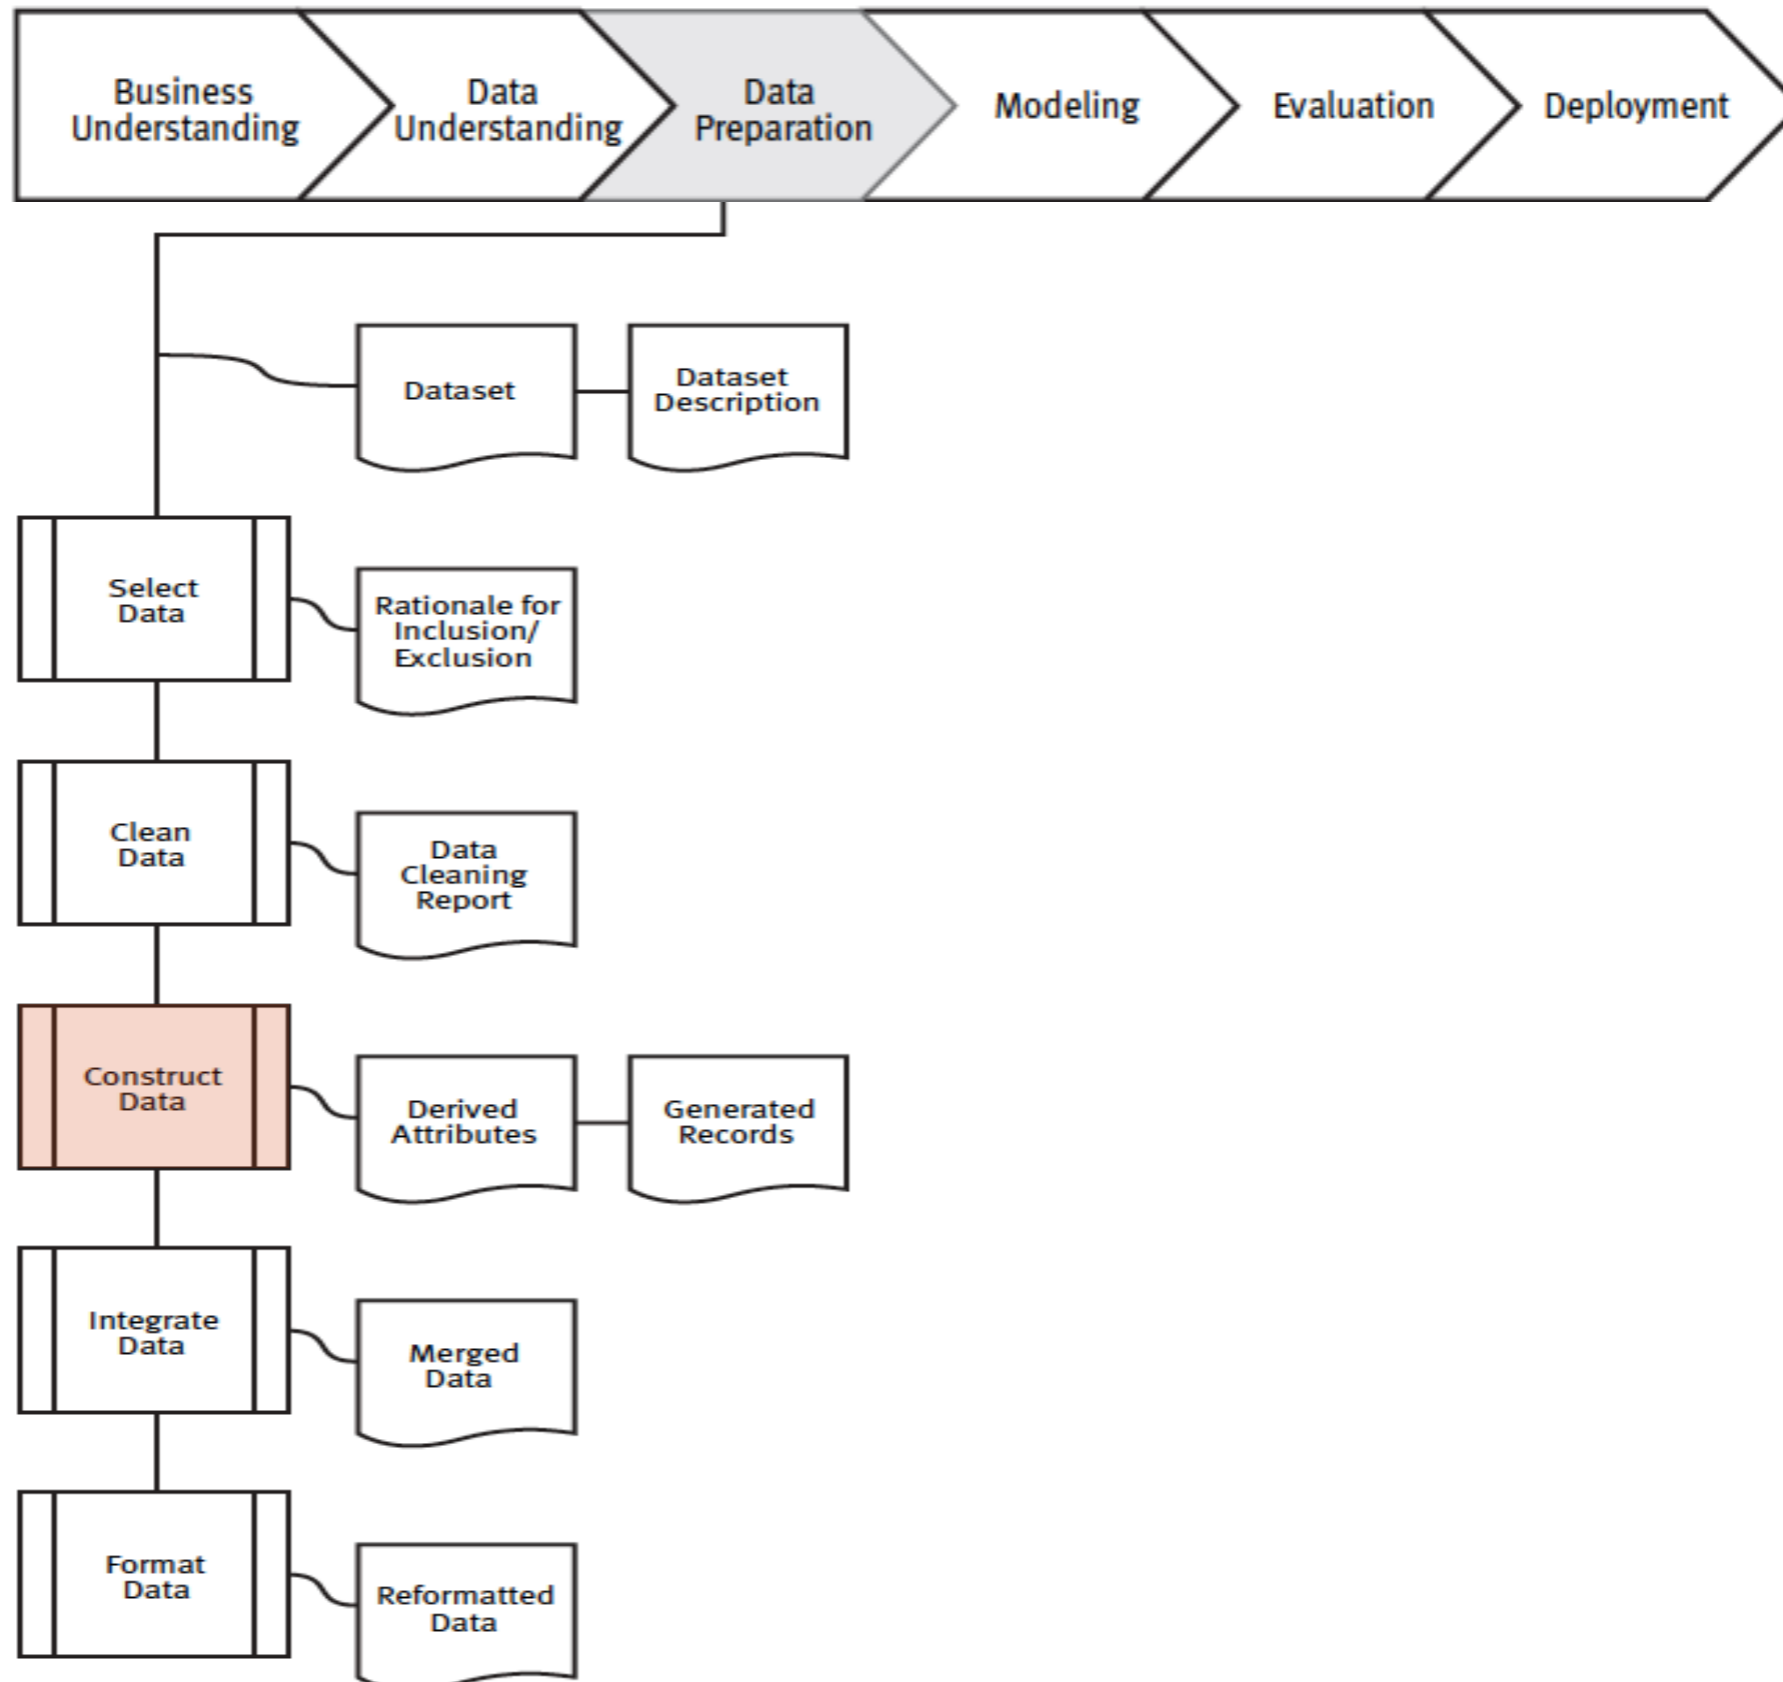 Business
Understanding
Data
Understanding
Data
Preparation
Modeling
Evaluation
Deployment
Dataset
Dataset
Description
Select
Data
Rationale for
Inclusion/
Exclusion
Clean
Data
Data
Cleaning
Report
Construct
Data
Derived
Attributes
Generated
Records
Integrate
Data
Merged
Data
Format
Data
Reformatted
Data